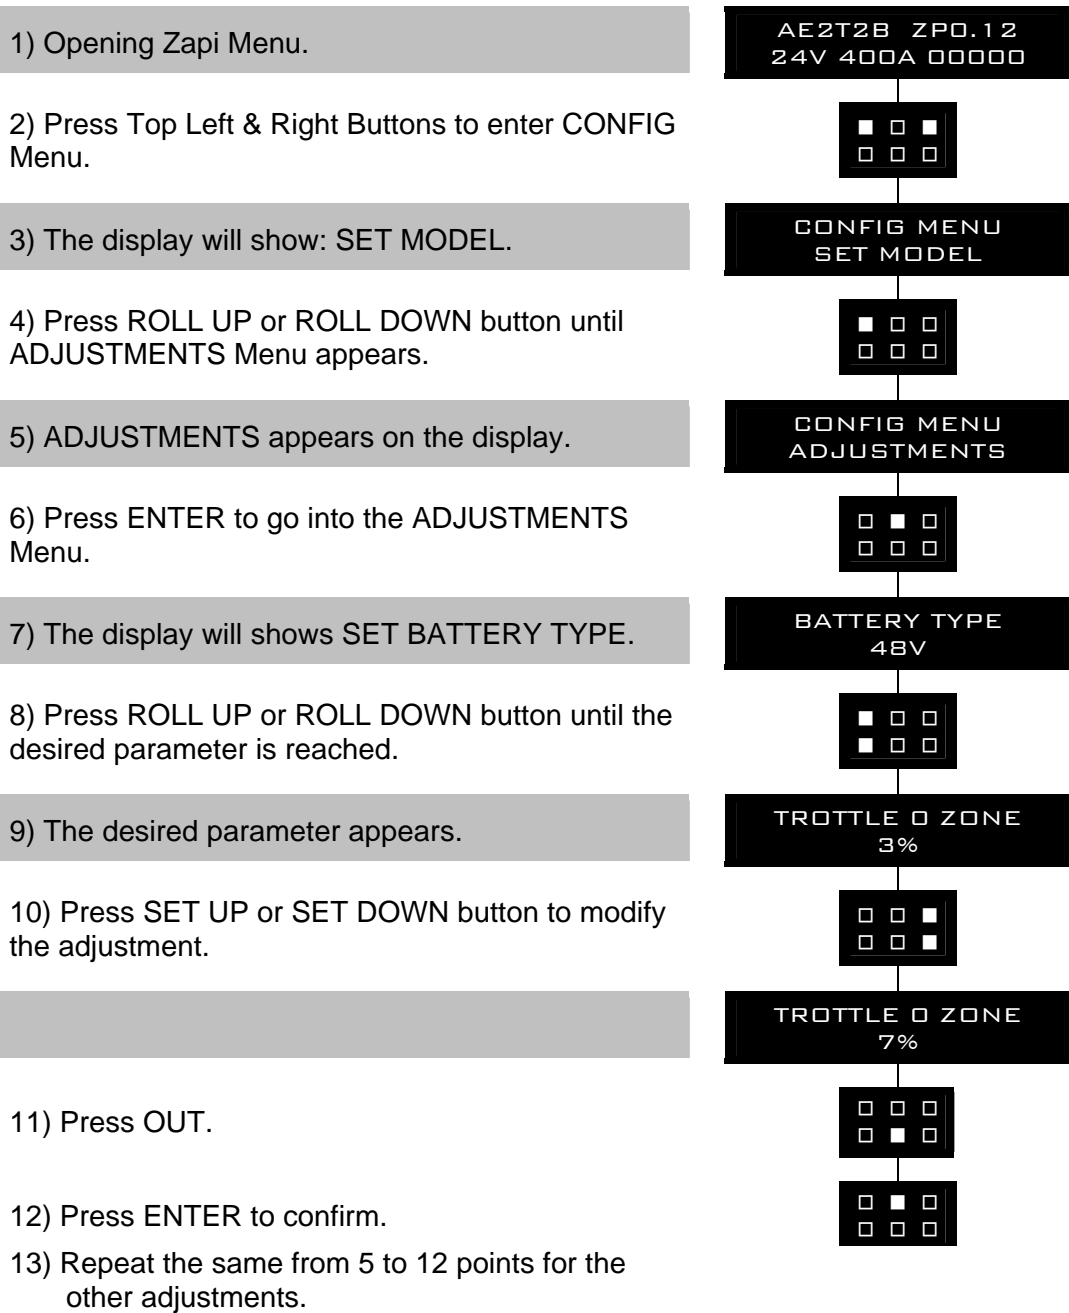 1) Opening Zapi Menu.
AE2T2B ZP0.12
24V 400A 00000
2) Press Top Left & Right Buttons to enter CONFIG
Menu.
3) The display will show: SET MODEL.
CONFIG MENU
SET MODEL
4) Press ROLL UP or ROLL DOWN button until
ADJUSTMENTS Menu appears.
5) ADJUSTMENTS appears on the display.
CONFIG MENU
ADJUSTMENTS
6) Press ENTER to go into the ADJUSTMENTS
Menu.
7) The display will shows SET BATTERY TYPE.
BATTERY TYPE
48V
8) Press ROLL UP or ROLL DOWN button until the
desired parameter is reached.
9) The desired parameter appears.
TROTTLE 0 ZONE
3%
10) Press SET UP or SET DOWN button to modify
the adjustment.
TROTTLE 0 ZONE
7%
11) Press OUT.
12) Press ENTER to confirm.
13) Repeat the same from 5 to 12 points for the
other adjustments.